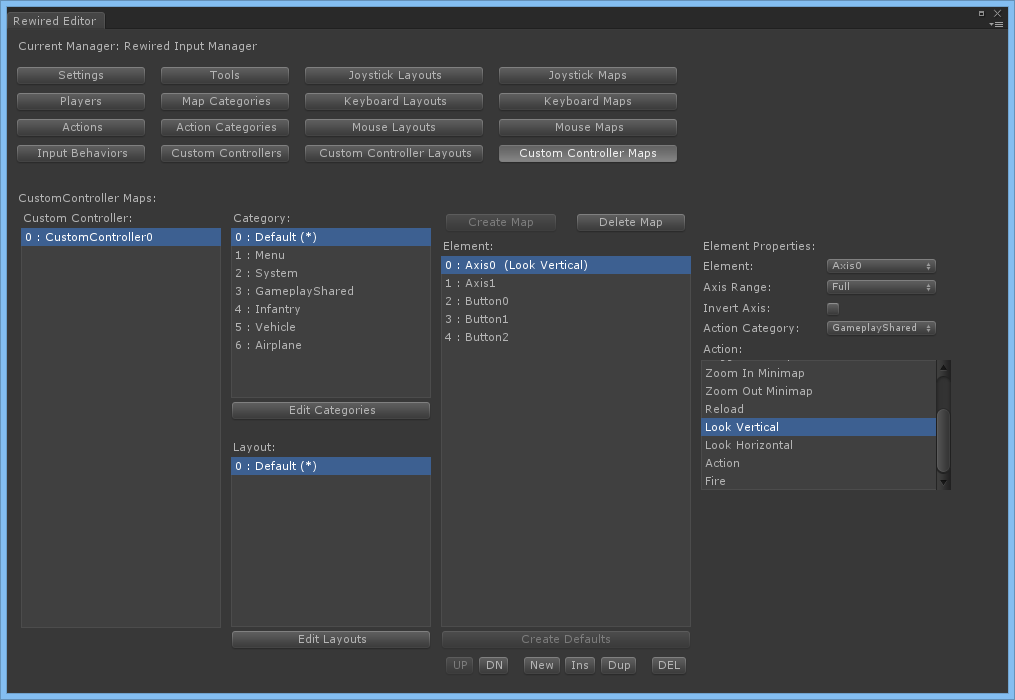 Rewired Editor
Current Manager: Rewired Input Manager
Settings Tools Joystick Layouts Joystick Maps
Players Map Categories Keyboard Layouts Keyboard Maps
Actions Action Categories Mouse Layouts Mouse Maps
Input Behaviors Custom Controllers Custom Controller Layouts Custom Controller Maps
CustomController Maps:
Custom Controller:
0 : CustomController0
Category:
0 : Default (*)
1 : Menu
2 : System
3 : GameplayShared
4 : Infantry
5 : Vehicle
6 : Airplane
Edit Categories
Layout:
0 : Default (*)
Edit Layouts
Create Map Delete Map
Element:
0 : Axis0 (Look Vertical)
1 : Axis1
2 : Button0
3 : Button1
4 : Button2
Create Defaults
UP DN New Ins Dup DEL
Element Properties:
Element: Axis0
Axis Range: Full
Invert Axis:
Action Category: GameplayShared
Action:
Zoom In Minimap
Zoom Out Minimap
Reload
Look Vertical
Look Horizontal
Action
Fire